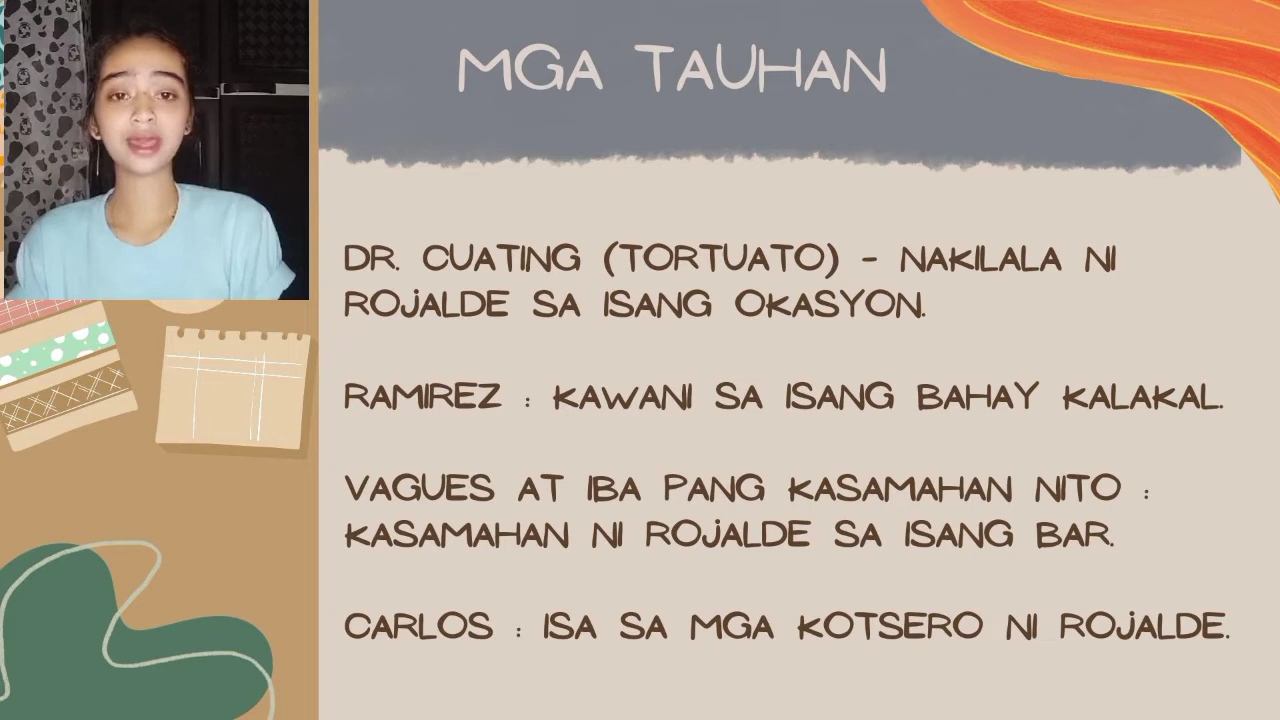 MGA TAUHAN
DR. CUATING (TORTUATO) - NAKILALA NI
ROJALDE SA ISANG OKASYON.
RAMIREZ : KAWANI SA ISANG BAHAY KALAKAL.
VAGUES AT IBA PANG KASAMAHAN NITO :
KASAMAHAN NI ROJALDE SA ISANG BAR.
CARLOS : ISA SA MGA KOTSERO NI ROJALDE.